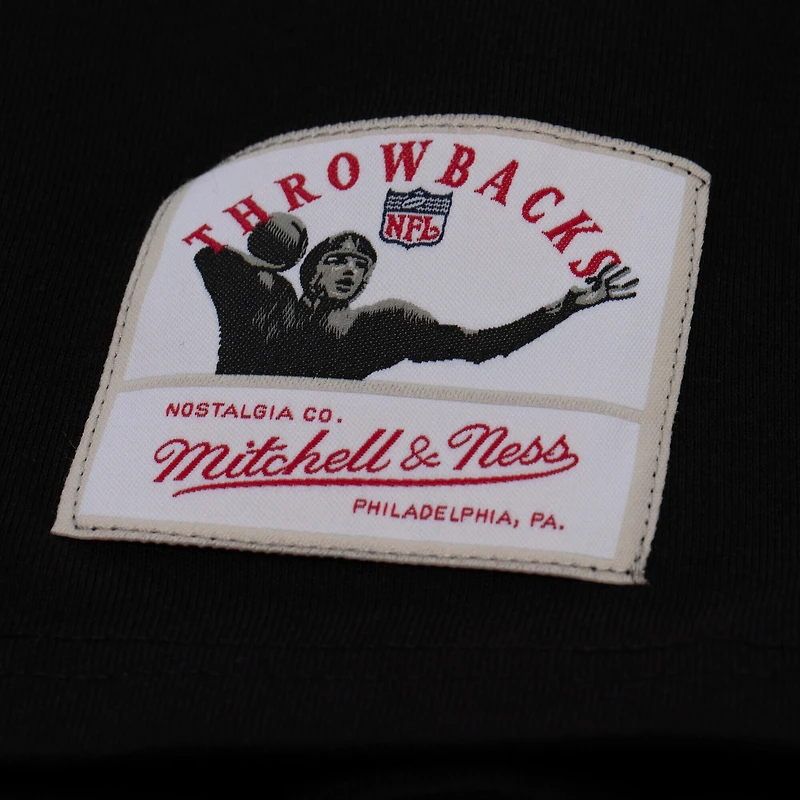 THROWBACKS
NFL
NOSTALGIA CO.
Mitchell & Ness
PHILADELPHIA, PA.